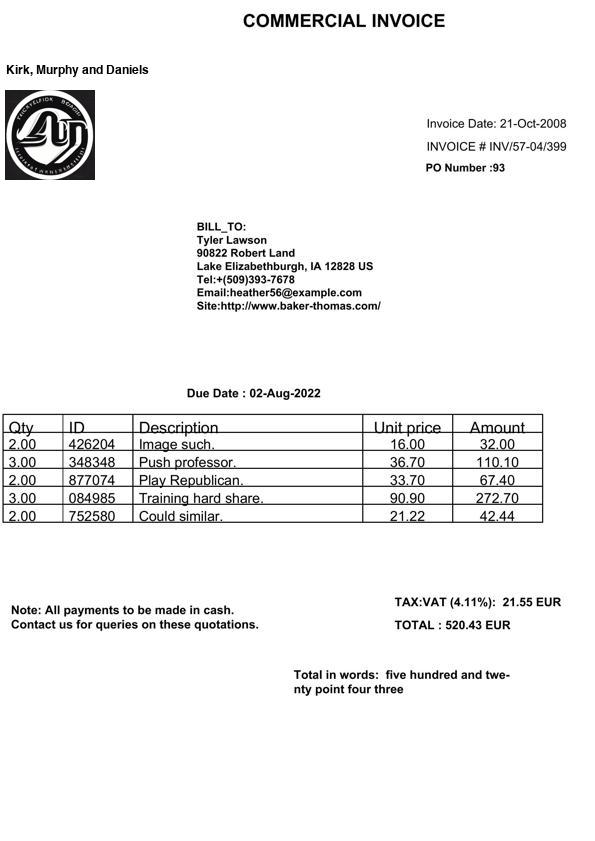 COMMERCIAL INVOICE
Kirk, Murphy and Daniels
Invoice Date: 21-Oct-2008
INVOICE # INV/57-04/399
PO Number :93
BILL_TO:
Tyler Lawson
90822 Robert Land
Lake Elizabethburgh, IA 12828 US
Tel:+(509)393-7678
Email:heather56@example.com
Site:http://www.baker-thomas.com/
Due Date : 02-Aug-2022
Qty ID Description Unit price Amount
2.00 426204 Image such. 16.00 32.00
3.00 348348 Push professor. 36.70 110.10
2.00 877074 Play Republican. 33.70 67.40
3.00 084985 Training hard share. 90.90 272.70
2.00 752580 Could similar. 21.22 42.44
Note: All payments to be made in cash.
Contact us for queries on these quotations.
TAX:VAT (4.11%): 21.55 EUR
TOTAL : 520.43 EUR
Total in words: five hundred and twe-
nty point four three